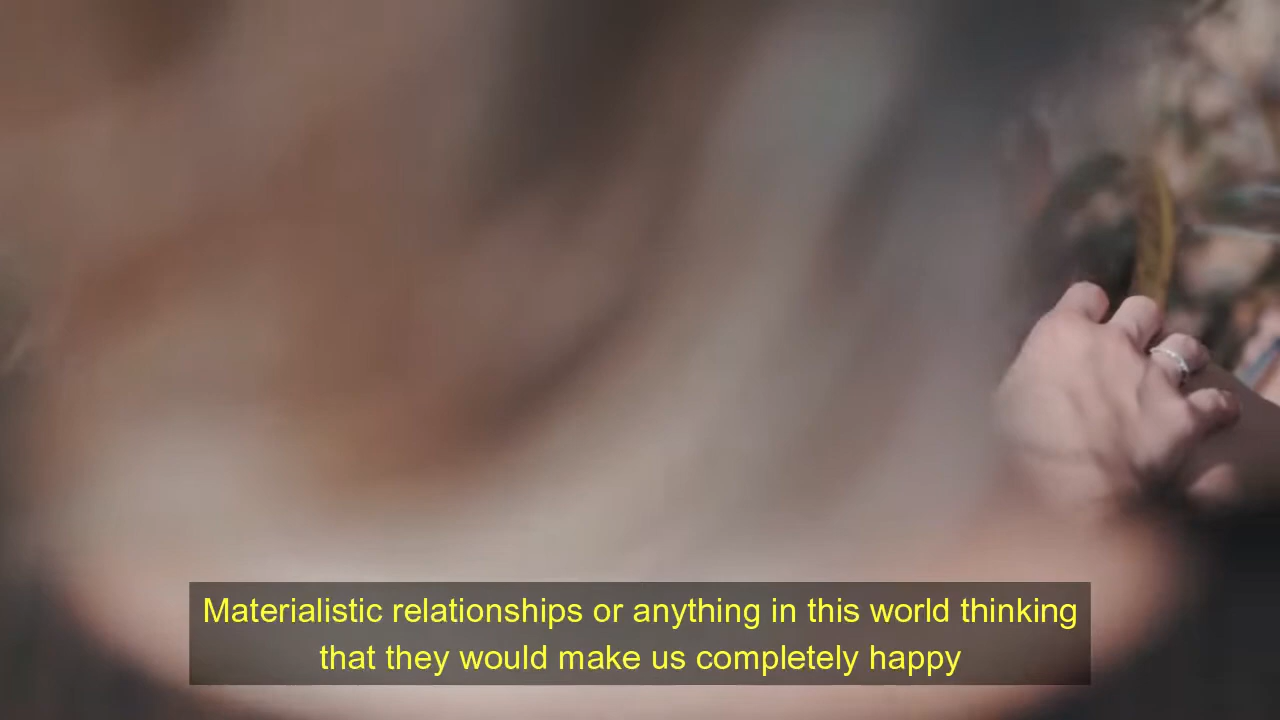 Materialistic relationships or anything in this world thinking
that they would make us completely happy